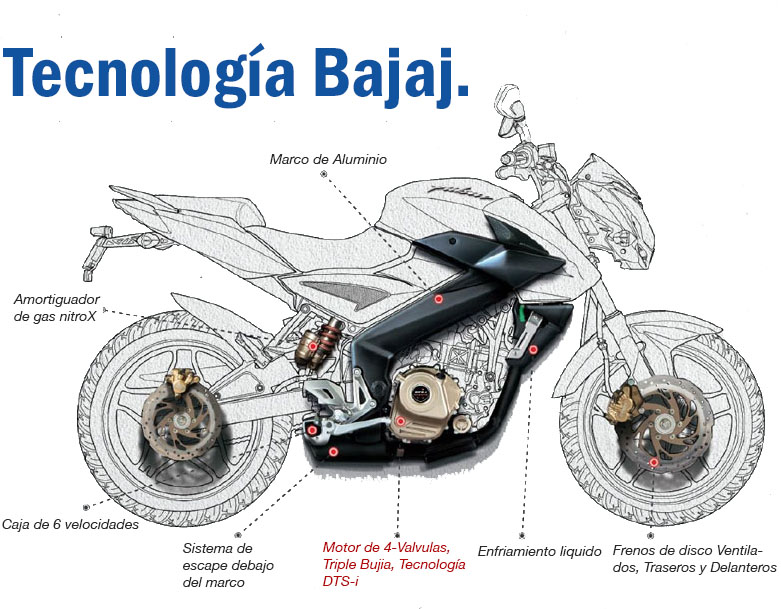 Tecnología Bajaj.
Marco de Aluminio
pulsar
Amortiguador
de gas nitroX
Caja de 6 velocidades
Sistema de
escape debajo
del marco
Motor de 4-Valvulas,
Triple Bujia, Tecnología
DTS-i
Enfriamiento liquido
Frenos de disco Ventila-
dos, Traseros y Delanteros